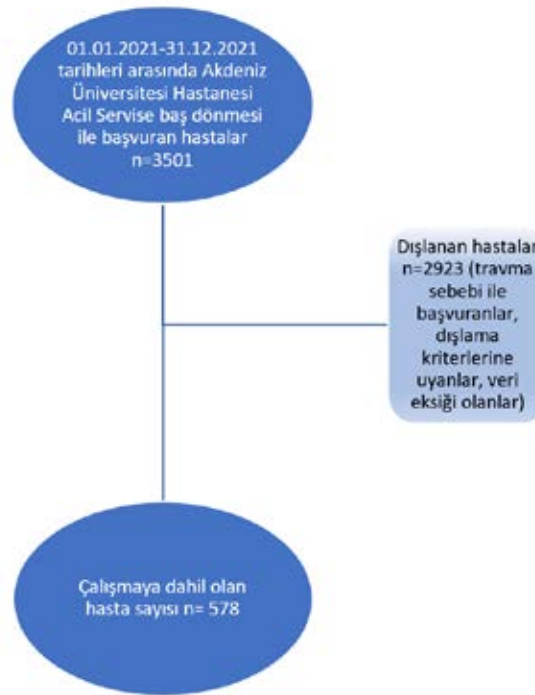 01.01.2021-31.12.2021
tarihleri arasında Akdeniz
Üniversitesi Hastanesi
Acil Servise baş dönmesi
ile başvuran hastalar
n=3501
Dışlanan hastalar
n=2923 (travma
sebebi ile
başvuranlar,
dışlama
kriterlerine
uyanlar, veri
eksiği olanlar)
Çalışmaya dahil olan
hasta sayısı n= 578